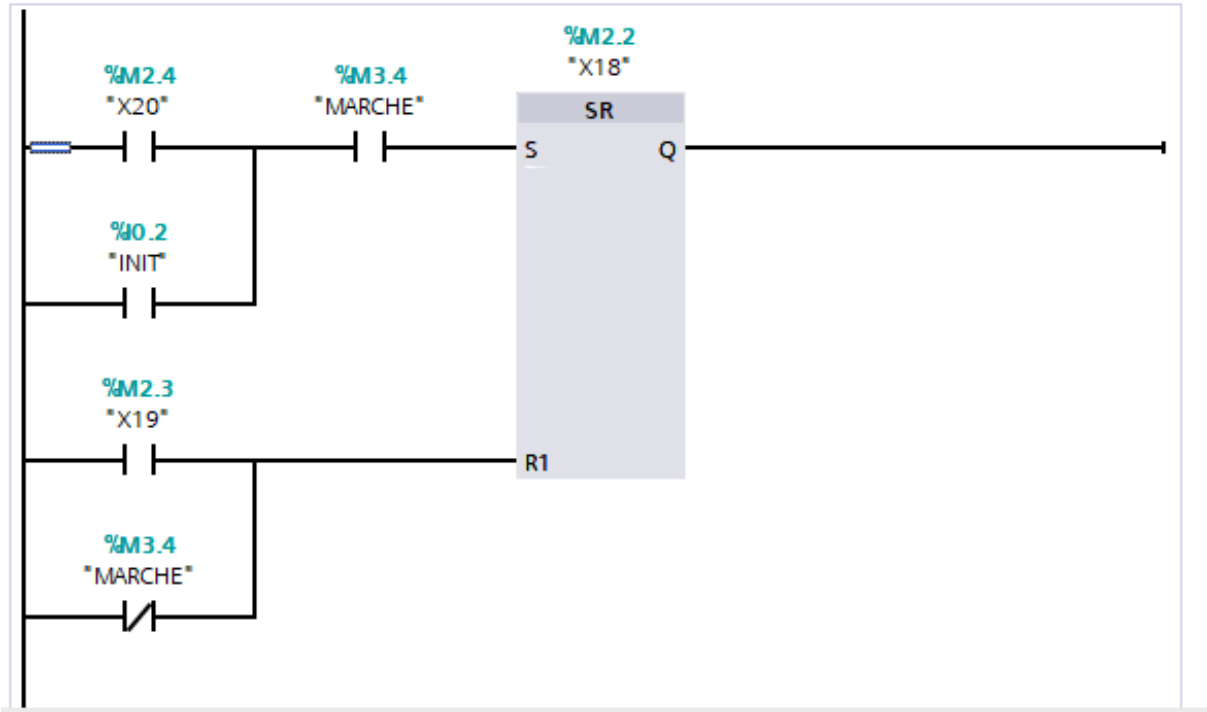 %M2.2
"X18"
%M2.4
"X20"
%M3.4
"MARCHE"
SR
S
Q
%I0.2
"INIT"
%M2.3
"X19"
R1
%M3.4
"MARCHE"